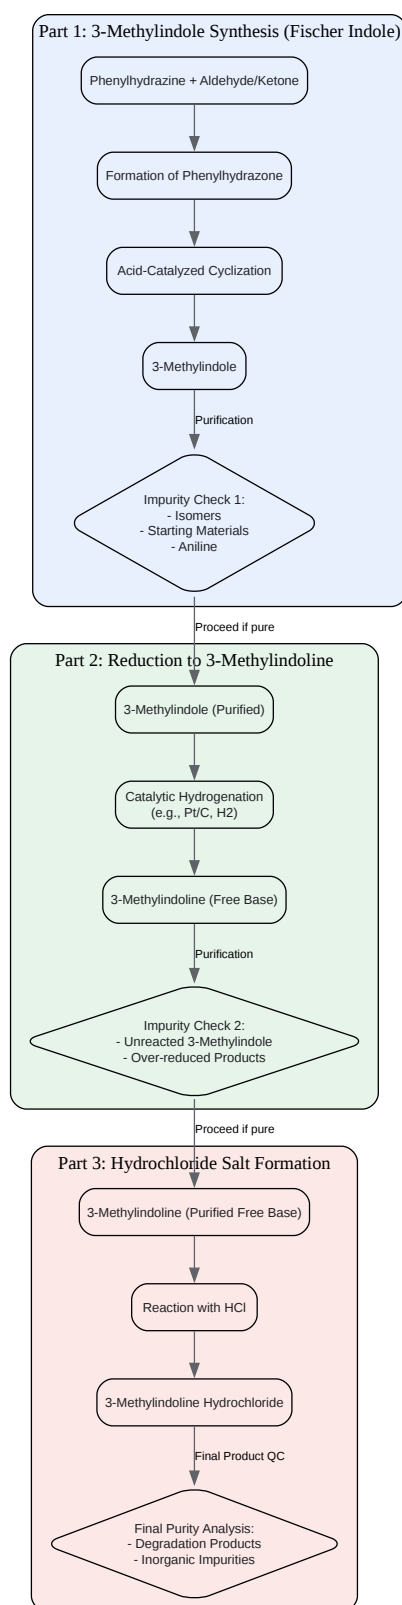 Part 1: 3-Methylindole Synthesis (Fischer Indole)
Phenylhydrazine + Aldehyde/Ketone
Formation of Phenylhydrazone
Acid-Catalyzed Cyclization
3-Methylindole
Purification
Impurity Check 1:
- Isomers
- Starting Materials
- Aniline
Proceed if pure
Part 2: Reduction to 3-Methylindoline
3-Methylindole (Purified)
Catalytic Hydrogenation
(e.g., Pt/C, H2)
3-Methylindoline (Free Base)
Purification
Impurity Check 2:
- Unreacted 3-Methylindole
- Over-reduced Products
Proceed if pure
Part 3: Hydrochloride Salt Formation
3-Methylindoline (Purified Free Base)
Reaction with HCl
3-Methylindoline Hydrochloride
Final Product QC
Final Purity Analysis:
- Degradation Products
- Inorganic Impurities